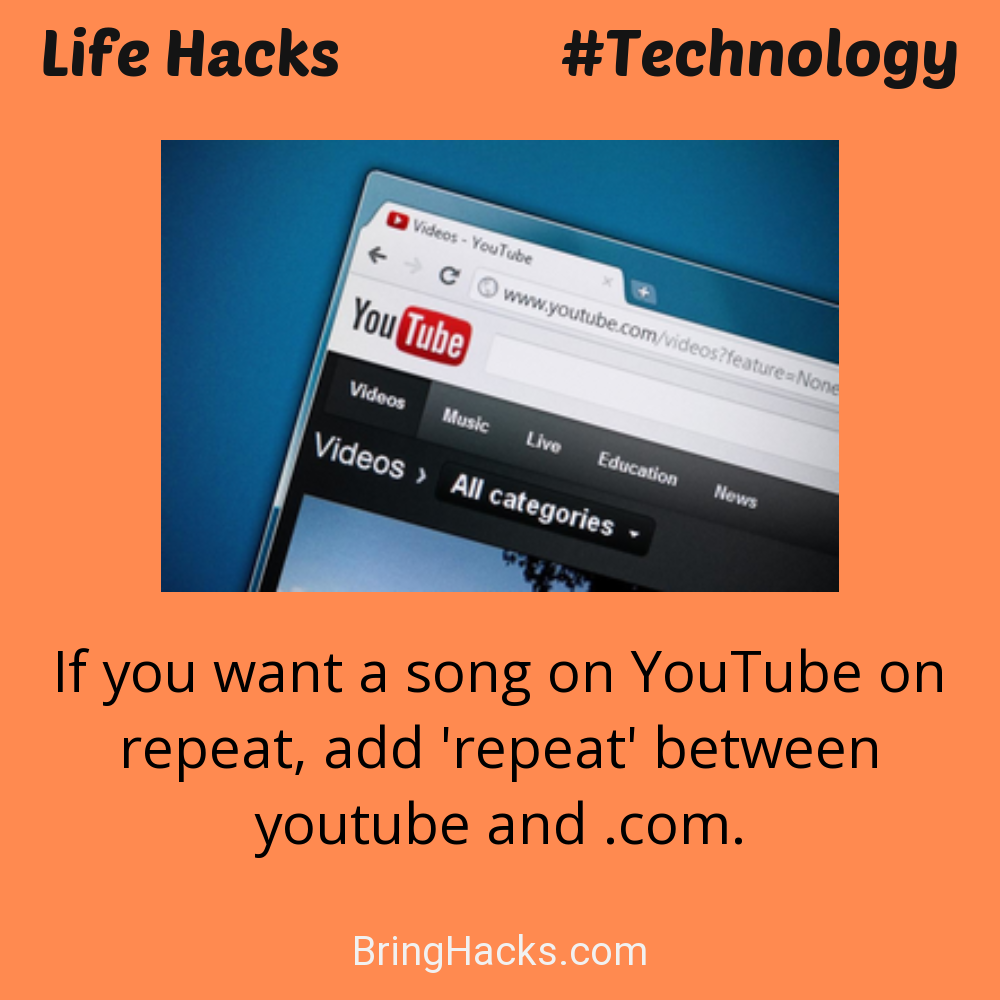 Life Hacks #Technology
Videos - YouTube
www.youtube.com/videos?feature=None
YouTube
Videos Music Live Education News
Videos › All categories
If you want a song on YouTube on
repeat, add 'repeat' between
youtube and .com.
BringHacks.com